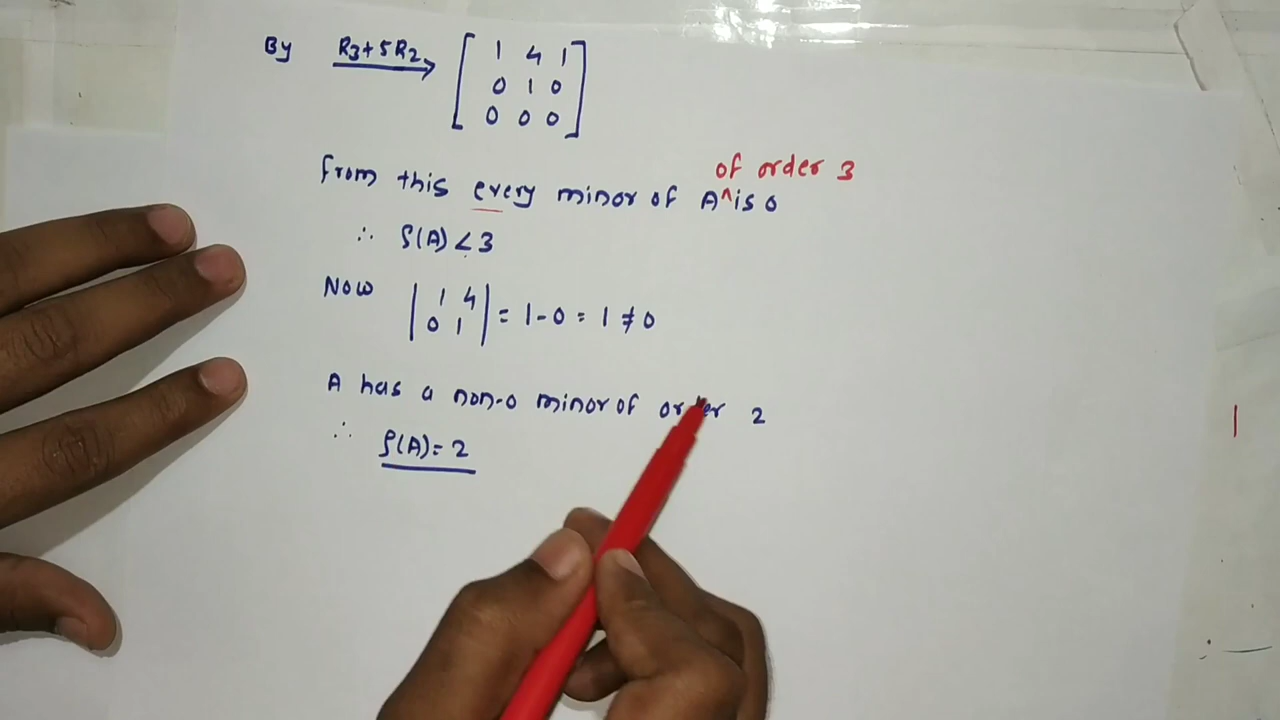 By R3+5R2 → [ 1 4 1
0 1 0
0 0 0 ]
of order 3
from this every minor of A ^ is 0
∴ ρ(A) < 3
Now | 1 4
0 1 | = 1 - 0 = 1 ≠ 0
A has a non-0 minor of order 2
∴ ρ(A) = 2